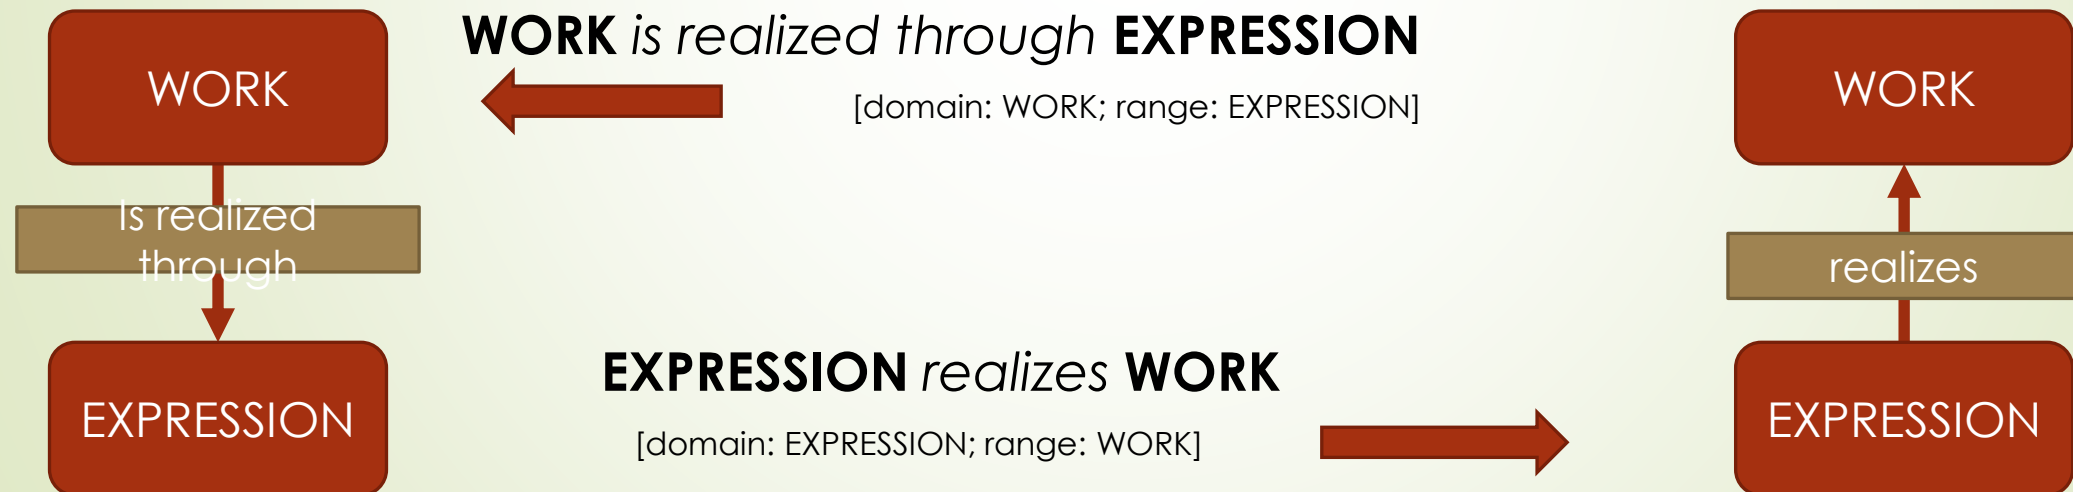 WORK
Is realized
through
EXPRESSION
WORK is realized through EXPRESSION
[domain: WORK; range: EXPRESSION]
EXPRESSION realizes WORK
[domain: EXPRESSION; range: WORK]
WORK
realizes
EXPRESSION